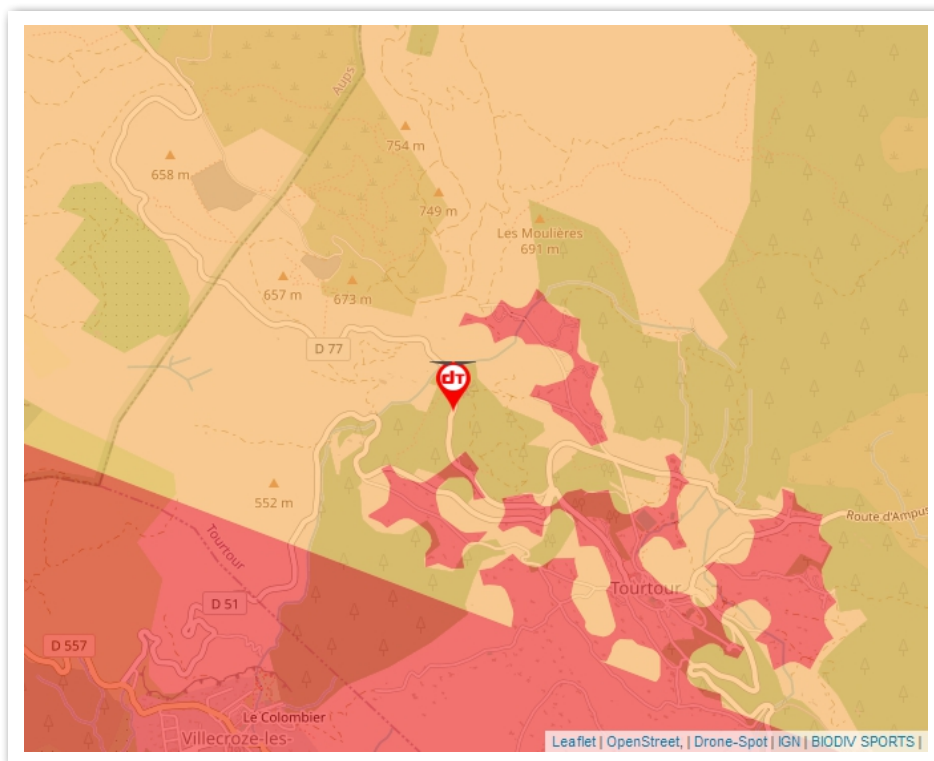 Aups
754 m
658 m
749 m
Les Moulières
691 m
657 m
673 m
D 77
dT
552 m
Route d'Ampus
Tourtour
Tourtour
D 51
D 557
Le Colombier
Villecroze-les-
Leaflet | OpenStreet, | Drone-Spot | IGN | BIODIV SPORTS |